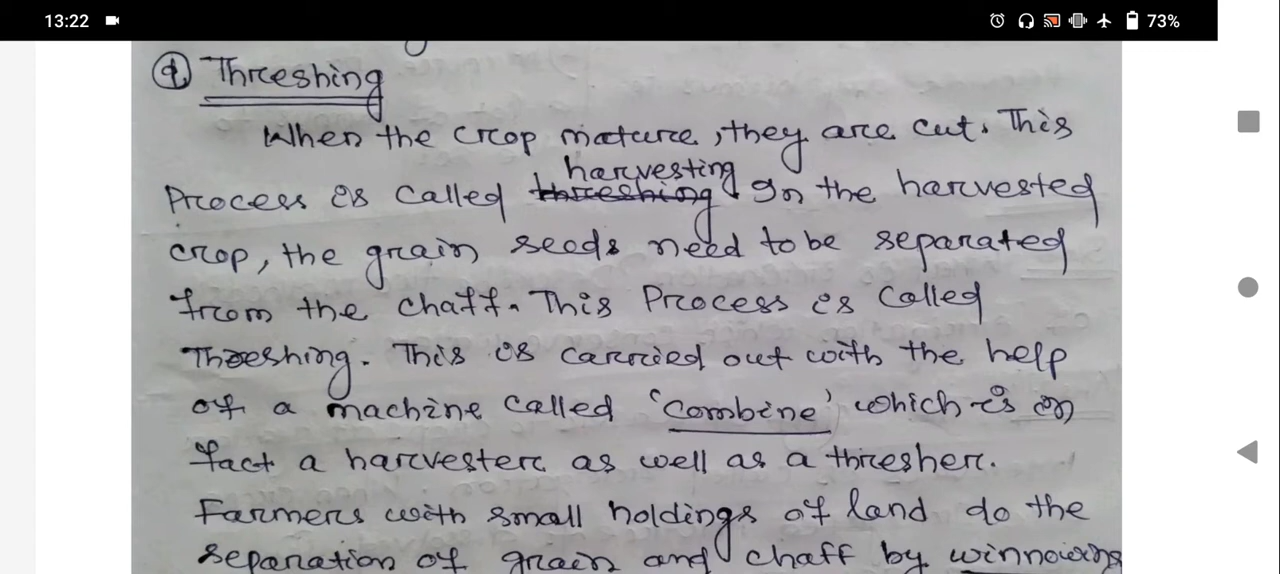 13:22 73%
9 Threshing
When the crop mature, they are cut. This
harvesting
Process is called threshing. In the harvested
crop, the grain seeds need to be separated
from the chaff. This Process is called
Threshing. This is carried out with the help
of a machine called 'combine' which is in
fact a harvester as well as a thresher.
Farmers with small holdings of land do the
separation of grain and chaff by winnowing